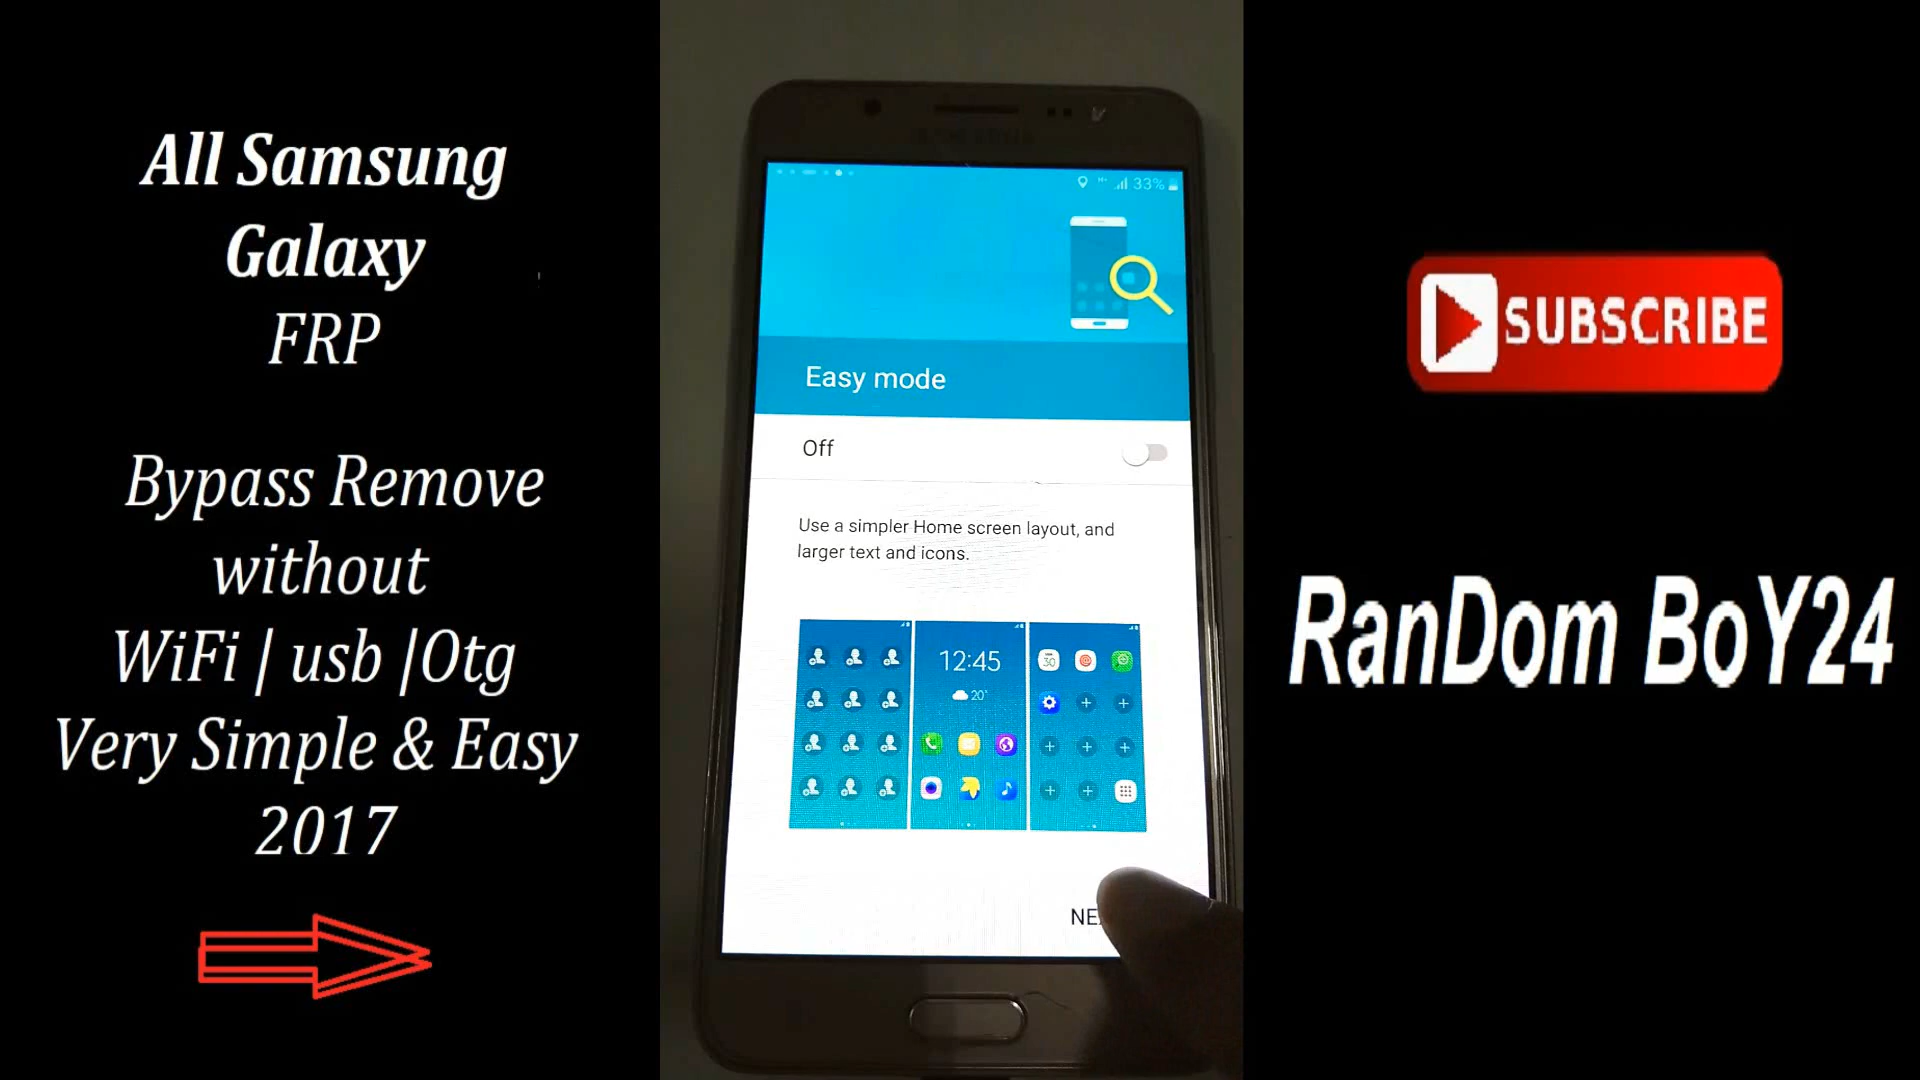 All Samsung
Galaxy
FRP
Bypass Remove
without
WiFi | usb |Otg
Very Simple & Easy
2017
33%
Easy mode
Off
Use a simpler Home screen layout, and
larger text and icons.
12:45
20°
30
SUBSCRIBE
RanDom BoY24